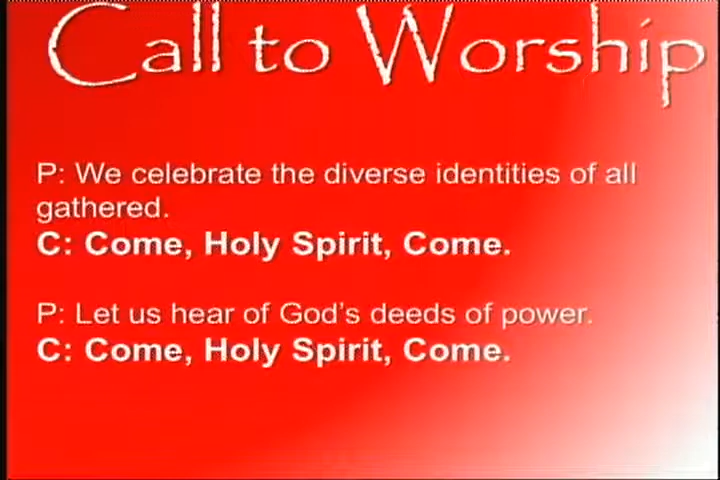 Call to Worship
P: We celebrate the diverse identities of all
gathered.
C: Come, Holy Spirit, Come.
P: Let us hear of God's deeds of power.
C: Come, Holy Spirit, Come.